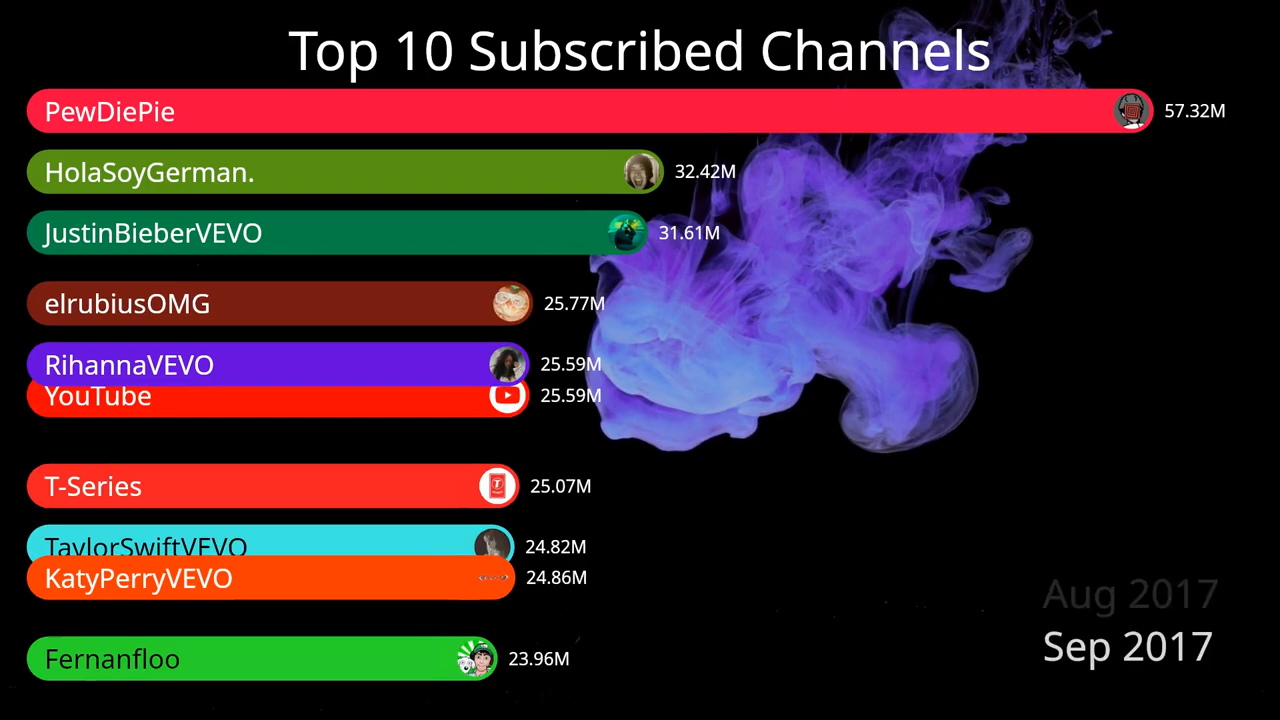 Top 10 Subscribed Channels
PewDiePie 57.32M
HolaSoyGerman. 32.42M
JustinBieberVEVO 31.61M
elrubiusOMG 25.77M
RihannaVEVO 25.59M
YouTube 25.59M
T-Series 25.07M
TaylorSwiftVEVO 24.82M
KatyPerryVEVO 24.86M
Fernanfloo 23.96M
Aug 2017
Sep 2017